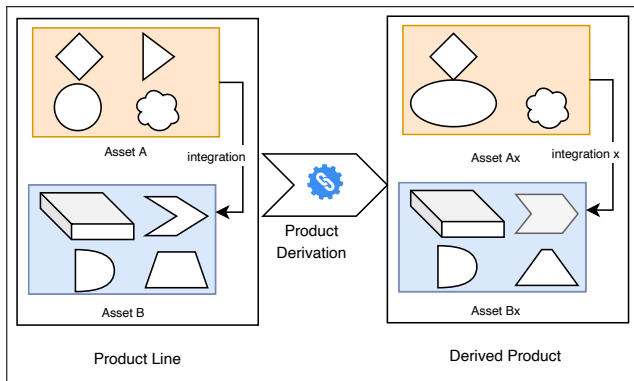 Asset A
integration
Asset B
Product Line
Product
Derivation
Asset Ax
integration x
Asset Bx
Derived Product